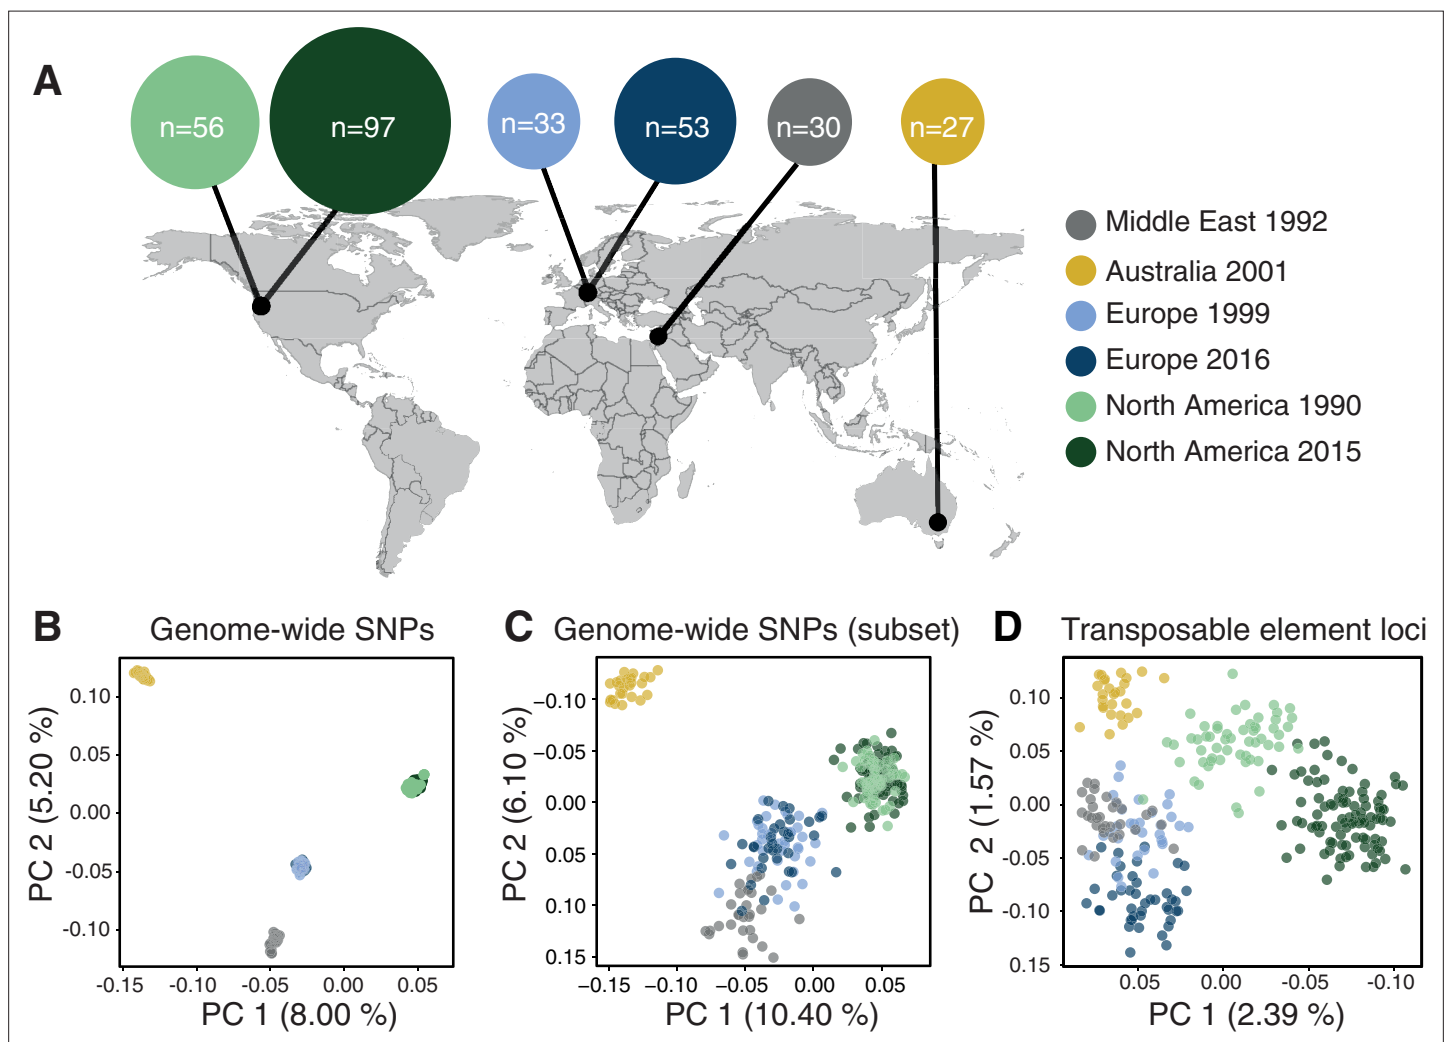 A
n=56
n=97
n=33
n=53
n=30
n=27
Middle East 1992
Australia 2001
Europe 1999
Europe 2016
North America 1990
North America 2015
B
Genome-wide SNPs
PC 2 (5.20 %)
0.10
0.05
0.00
-0.05
-0.10
-0.15
-0.10
-0.05
0.00
0.05
PC 1 (8.00 %)
C
Genome-wide SNPs (subset)
PC 2 (6.10 %)
−0.10
−0.05
0.00
0.05
0.10
0.15
−0.15
−0.10
−0.05
0.00
0.05
PC 1 (10.40 %)
D
Transposable element loci
PC 2 (1.57 %)
0.10
0.05
0.00
-0.05
-0.10
0.15
0.05
0.00
-0.05
-0.10
PC 1 (2.39 %)